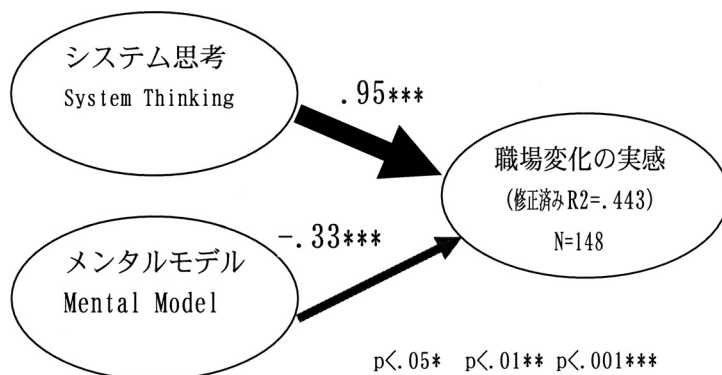 システム思考
System Thinking
.95***
職場変化の実感
(修正済みR2=.443)
N=148
-.33***
メンタルモデル
Mental Model
p<.05* p<.01** p<.001***